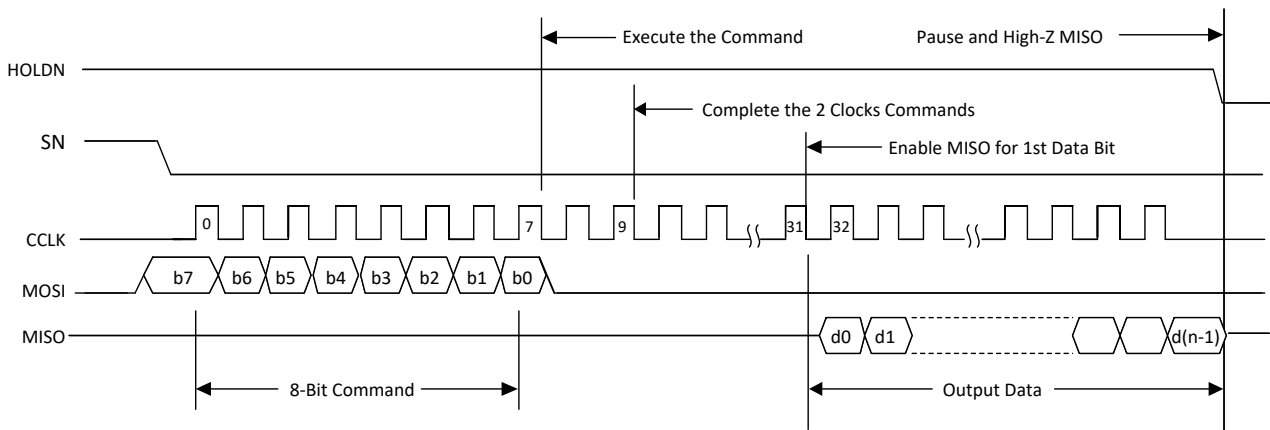 Execute the Command
Pause and High-Z MISO
HOLDN
Complete the 2 Clocks Commands
SN
Enable MISO for 1st Data Bit
CCLK 0 7 9 31 32
MOSI b7 b6 b5 b4 b3 b2 b1 b0
MISO d0 d1 d(n-1)
8-Bit Command
Output Data